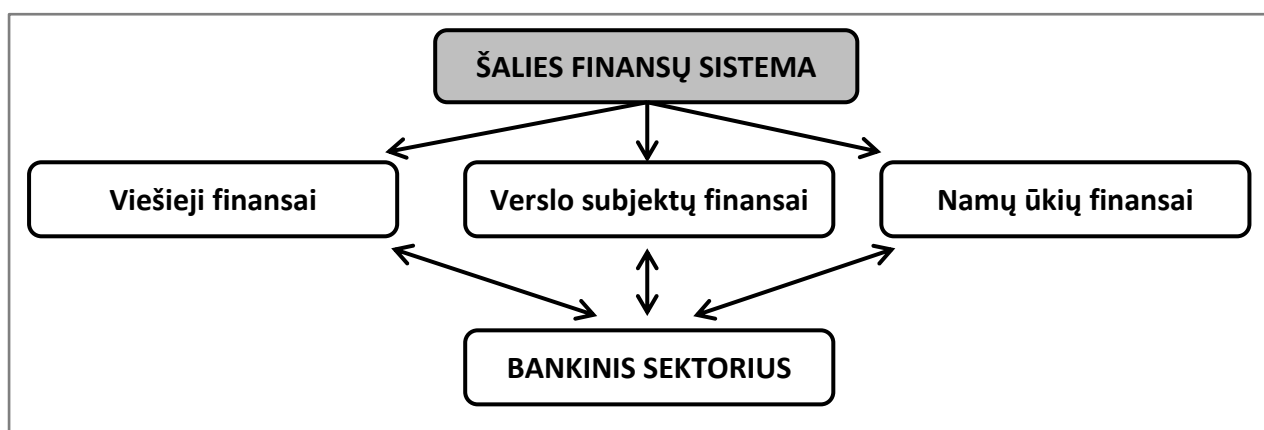 ŠALIES FINANSŲ SISTEMA
Viešieji finansai
Verslo subjektų finansai
Namų ūkių finansai
BANKINIS SEKTORIUS